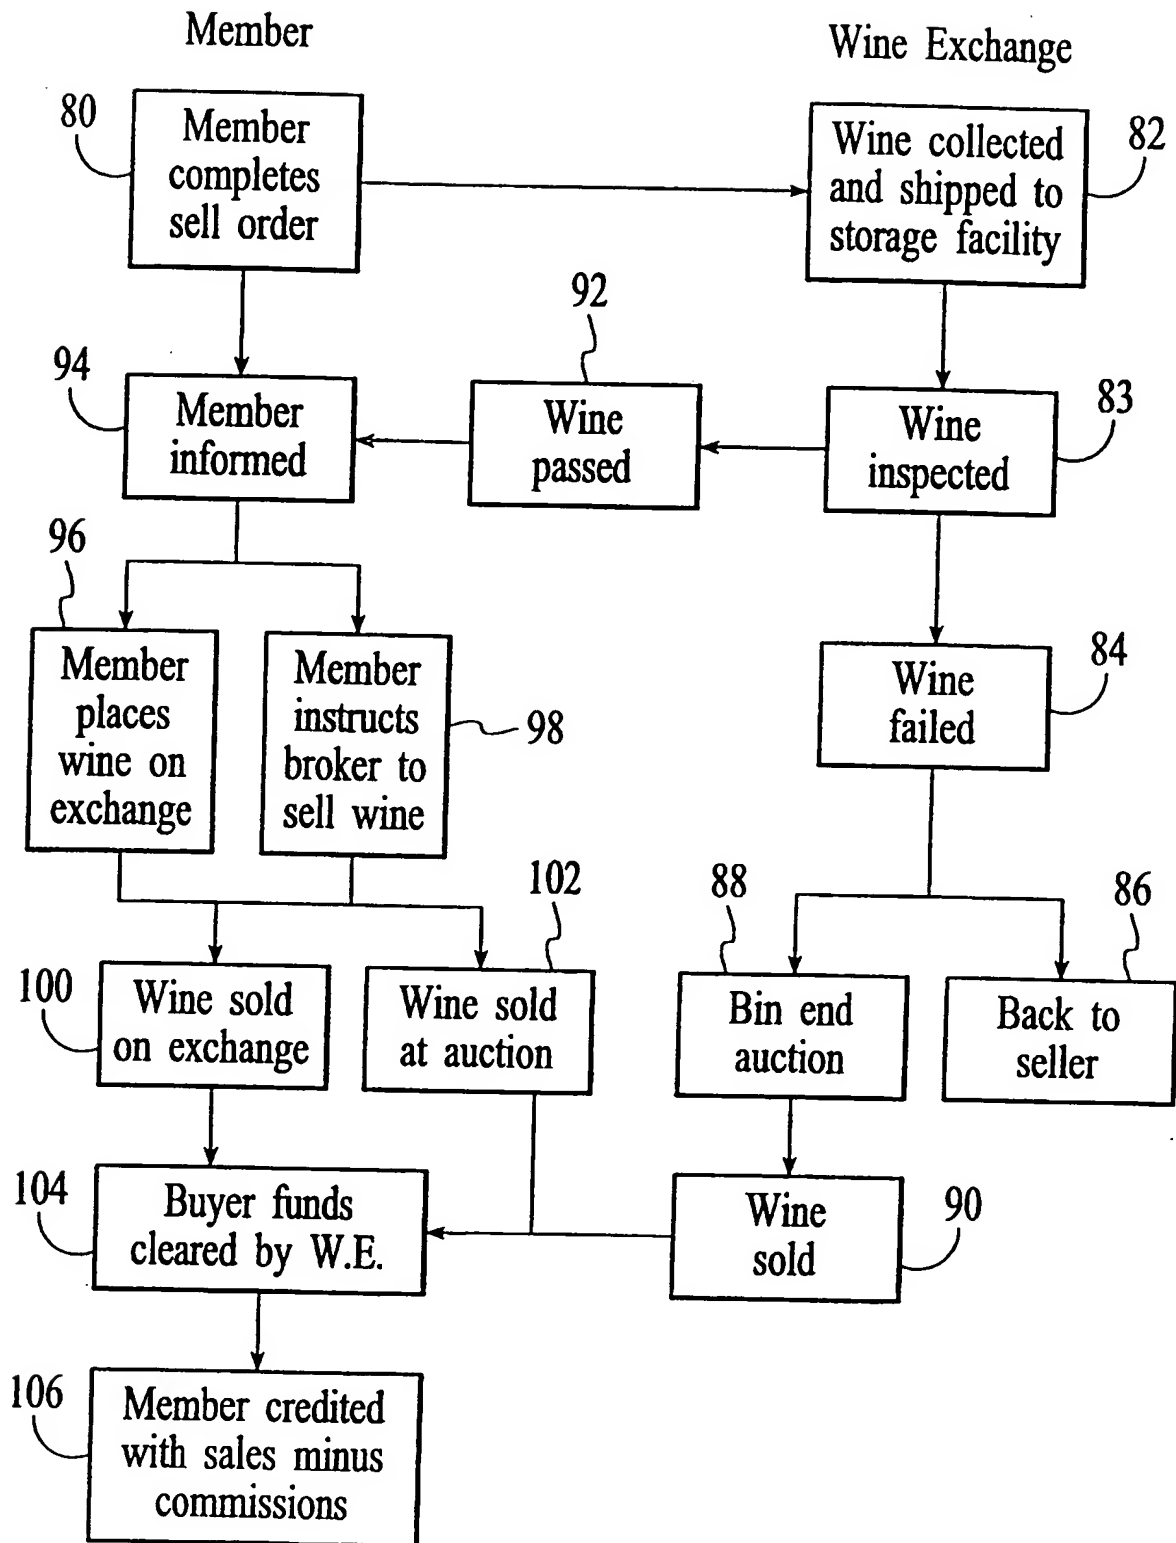 Member
Wine Exchange
80
Member
completes
sell order
Wine collected
and shipped to
storage facility
82
92
94
Member
informed
Wine
passed
Wine
inspected
83
96
Member
places
wine on
exchange
Member
instructs
broker to
sell wine
98
Wine
failed
84
102
88
86
100
Wine sold
on exchange
Wine sold
at auction
Bin end
auction
Back to
seller
104
Buyer funds
cleared by W.E.
Wine
sold
90
106
Member credited
with sales minus
commissions